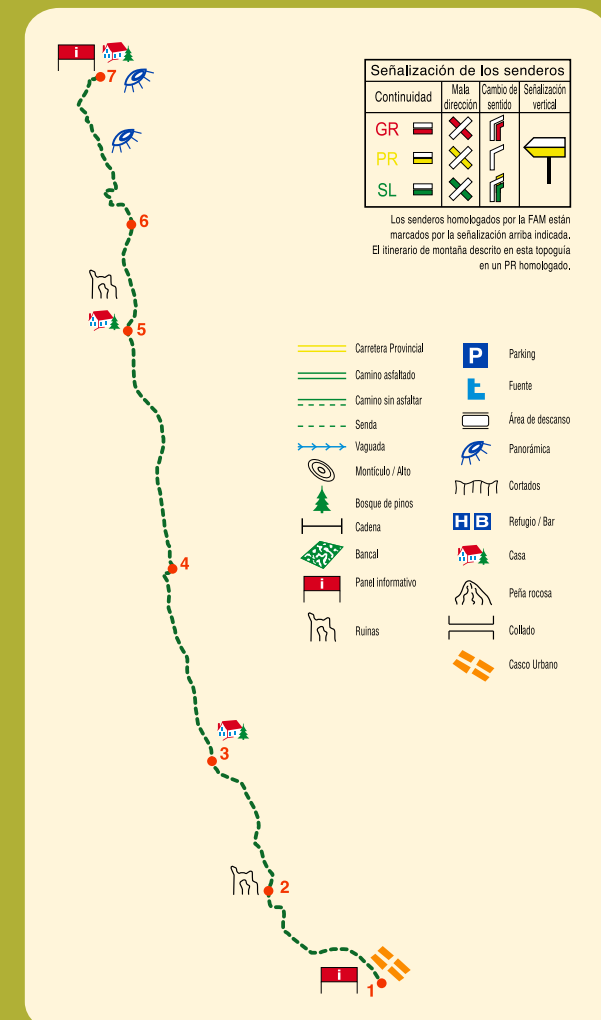 i
7
Señalización de los senderos
Continuidad
Mala dirección
Cambio de sentido
Señalización vertical
GR
PR
SL
Los senderos homologados por la FAM están
marcados por la señalización arriba indicada.
El itinerario de montaña descrito en esta topoguía
en un PR homologado.
6
5
4
3
2
1
i
Carretera Provincial
Camino asfaltado
Camino sin asfaltar
Senda
Vaguada
Montículo / Alto
Bosque de pinos
Cadena
Bancal
i
Panel informativo
Ruinas
P
Parking
Fuente
Área de descanso
Panorámica
Cortados
H B
Refugio / Bar
Casa
Peña rocosa
Collado
Casco Urbano